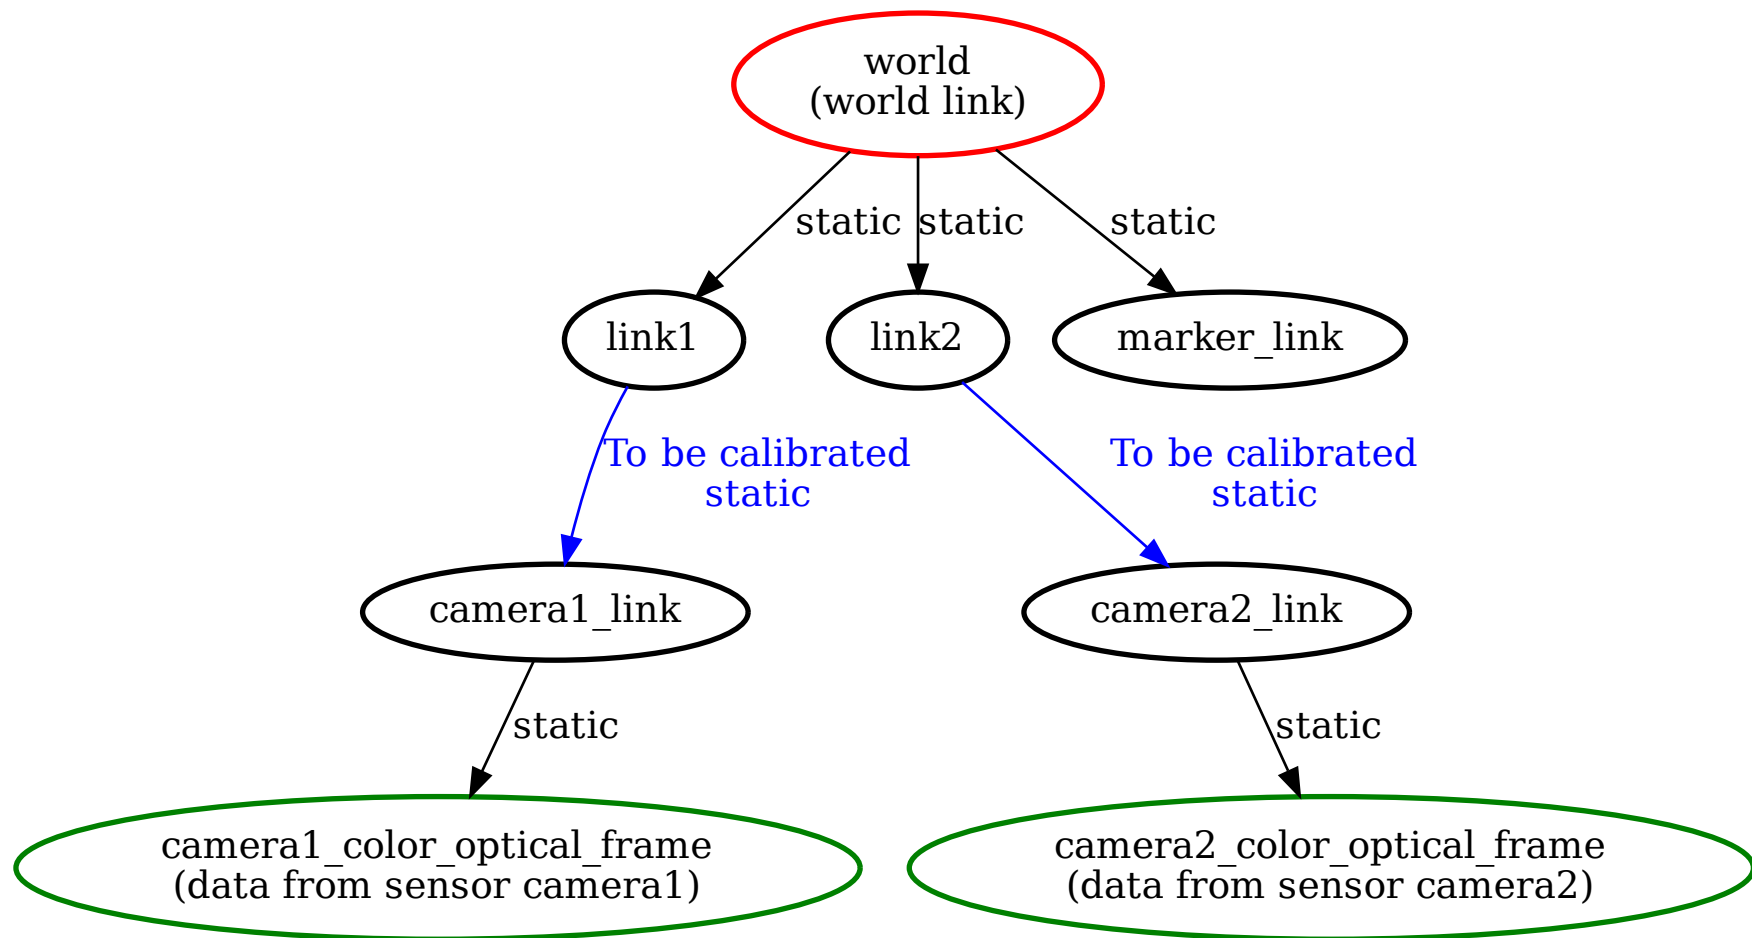 world
(world link)
static
static
static
link1
link2
marker_link
To be calibrated
static
To be calibrated
static
camera1_link
camera2_link
static
static
camera1_color_optical_frame
(data from sensor camera1)
camera2_color_optical_frame
(data from sensor camera2)